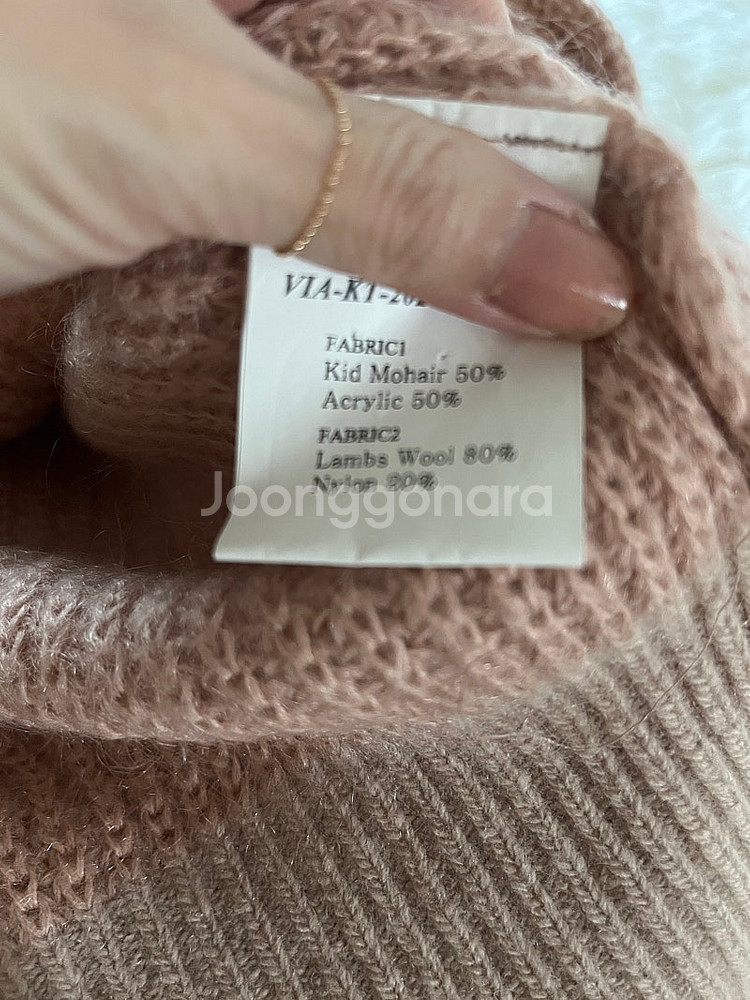 VIA-KT-20
FABRIC1
Kid Mohair 50%
Acrylic 50%
FABRIC2
Lambs Wool 80%
Nylon 20%
Joonggonara